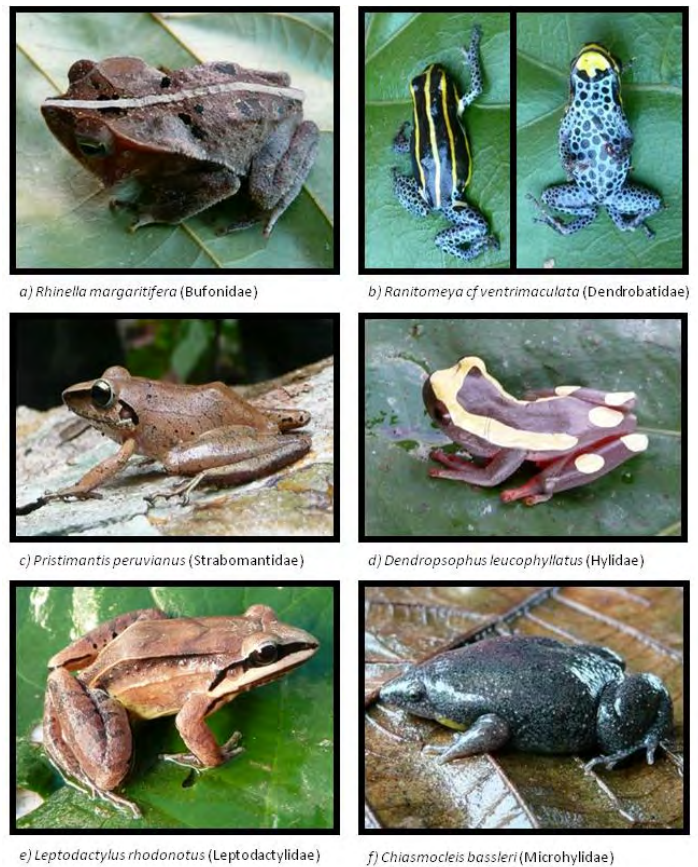 a) Rhinella margaritifera (Bufonidae)
b) Ranitomeya cf ventrimaculata (Dendrobatidae)
c) Pristimantis peruvianus (Strabomantidae)
d) Dendropsophus leucophyllatus (Hylidae)
e) Leptodactylus rhodonotus (Leptodactylidae)
f) Chiasmocleis bassleri (Microhylidae)